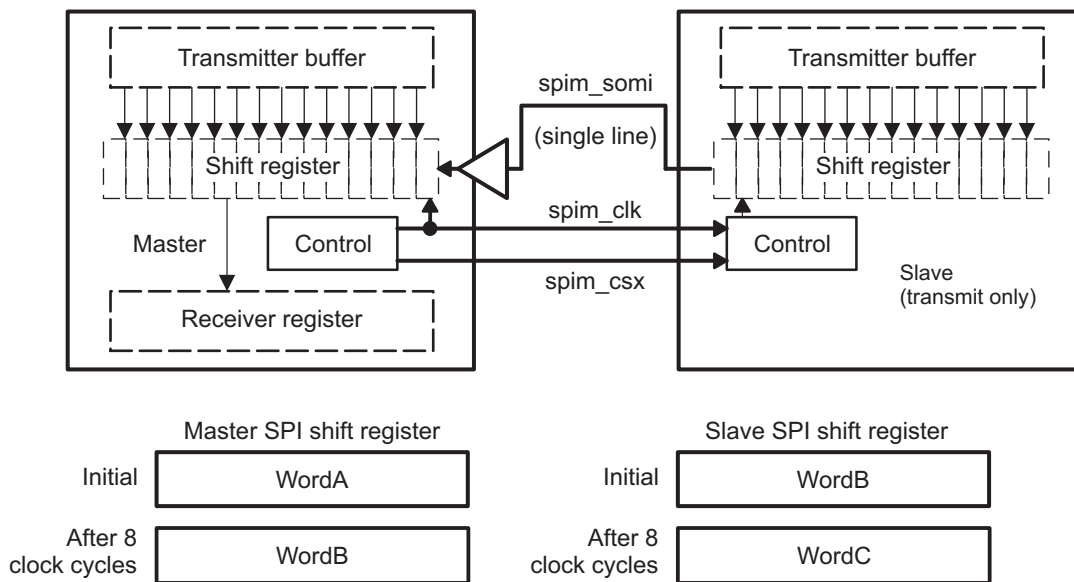 Transmitter buffer
Transmitter buffer
spim_somi
(single line)
Shift register
Shift register
spim_clk
Master
Control
Control
spim_csx
Slave
(transmit only)
Receiver register
Master SPI shift register
Slave SPI shift register
Initial
WordA
Initial
WordB
After 8
clock cycles
WordB
After 8
clock cycles
WordC